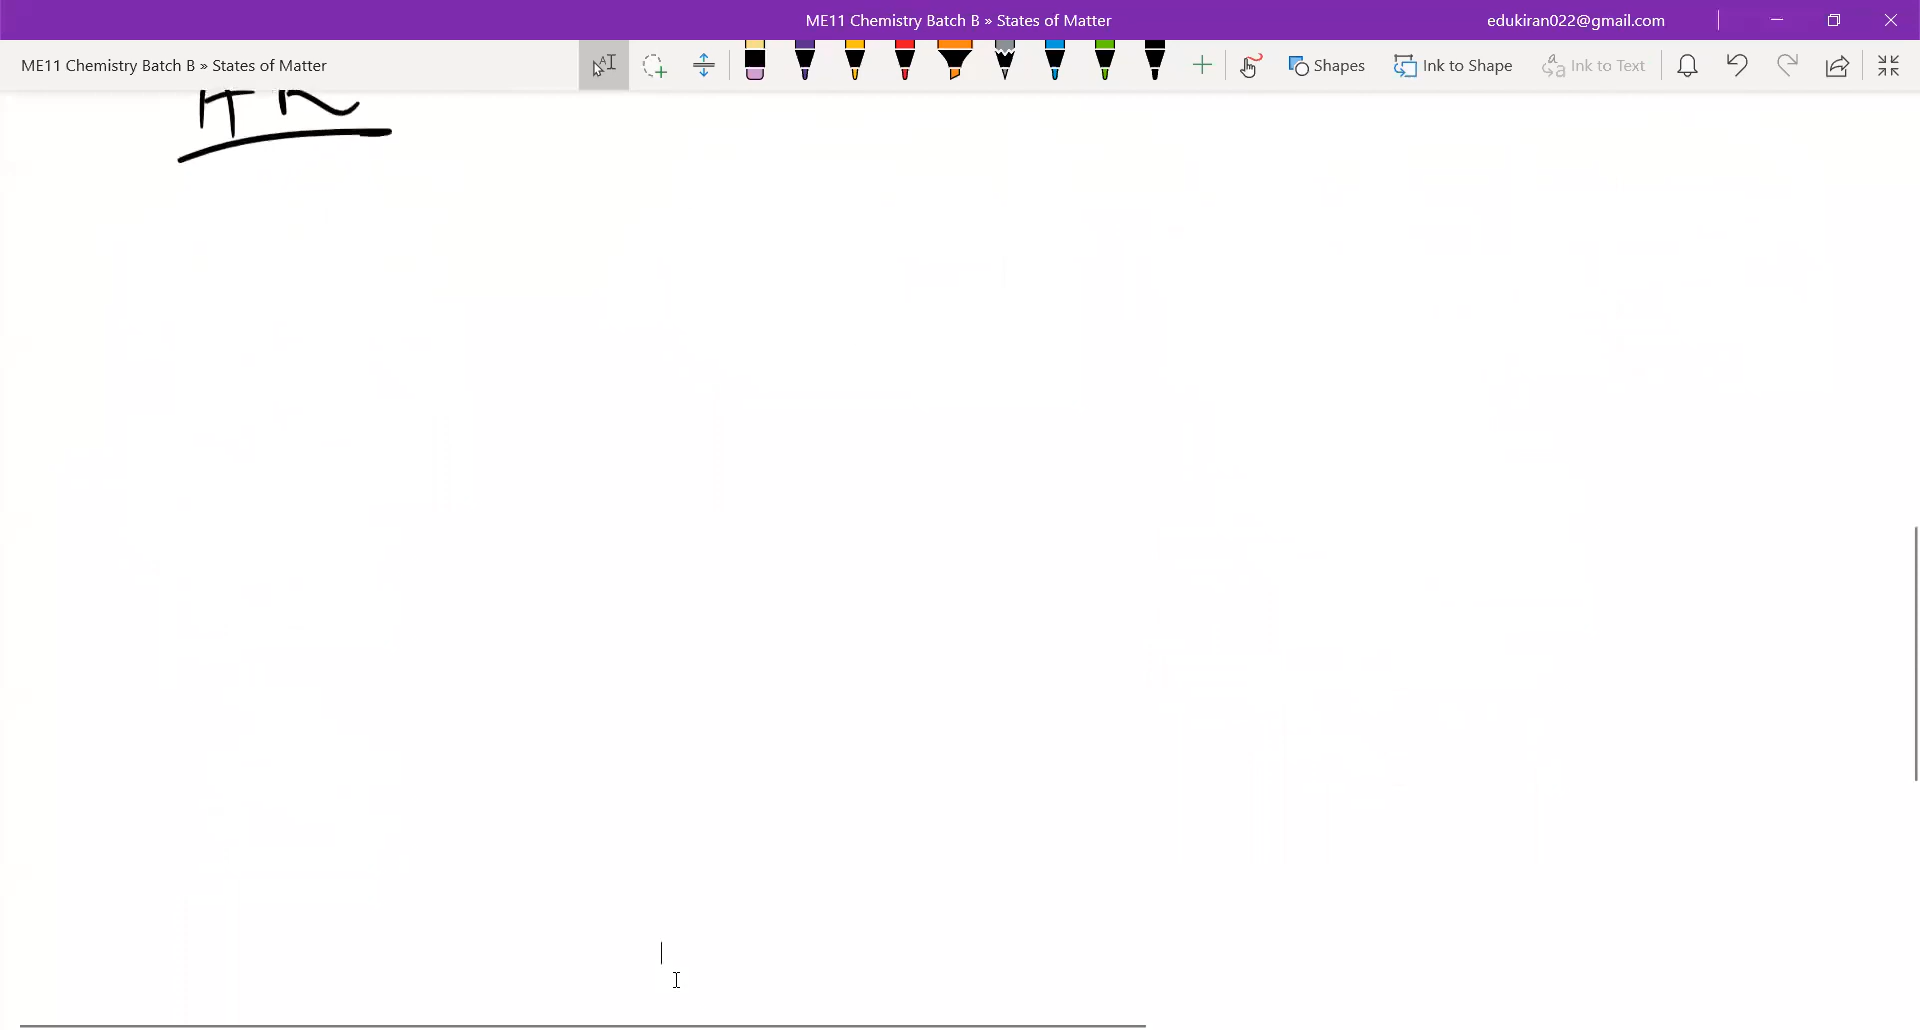 ME11 Chemistry Batch B » States of Matter
edukiran022@gmail.com
ME11 Chemistry Batch B » States of Matter
Shapes
Ink to Shape
Ink to Text